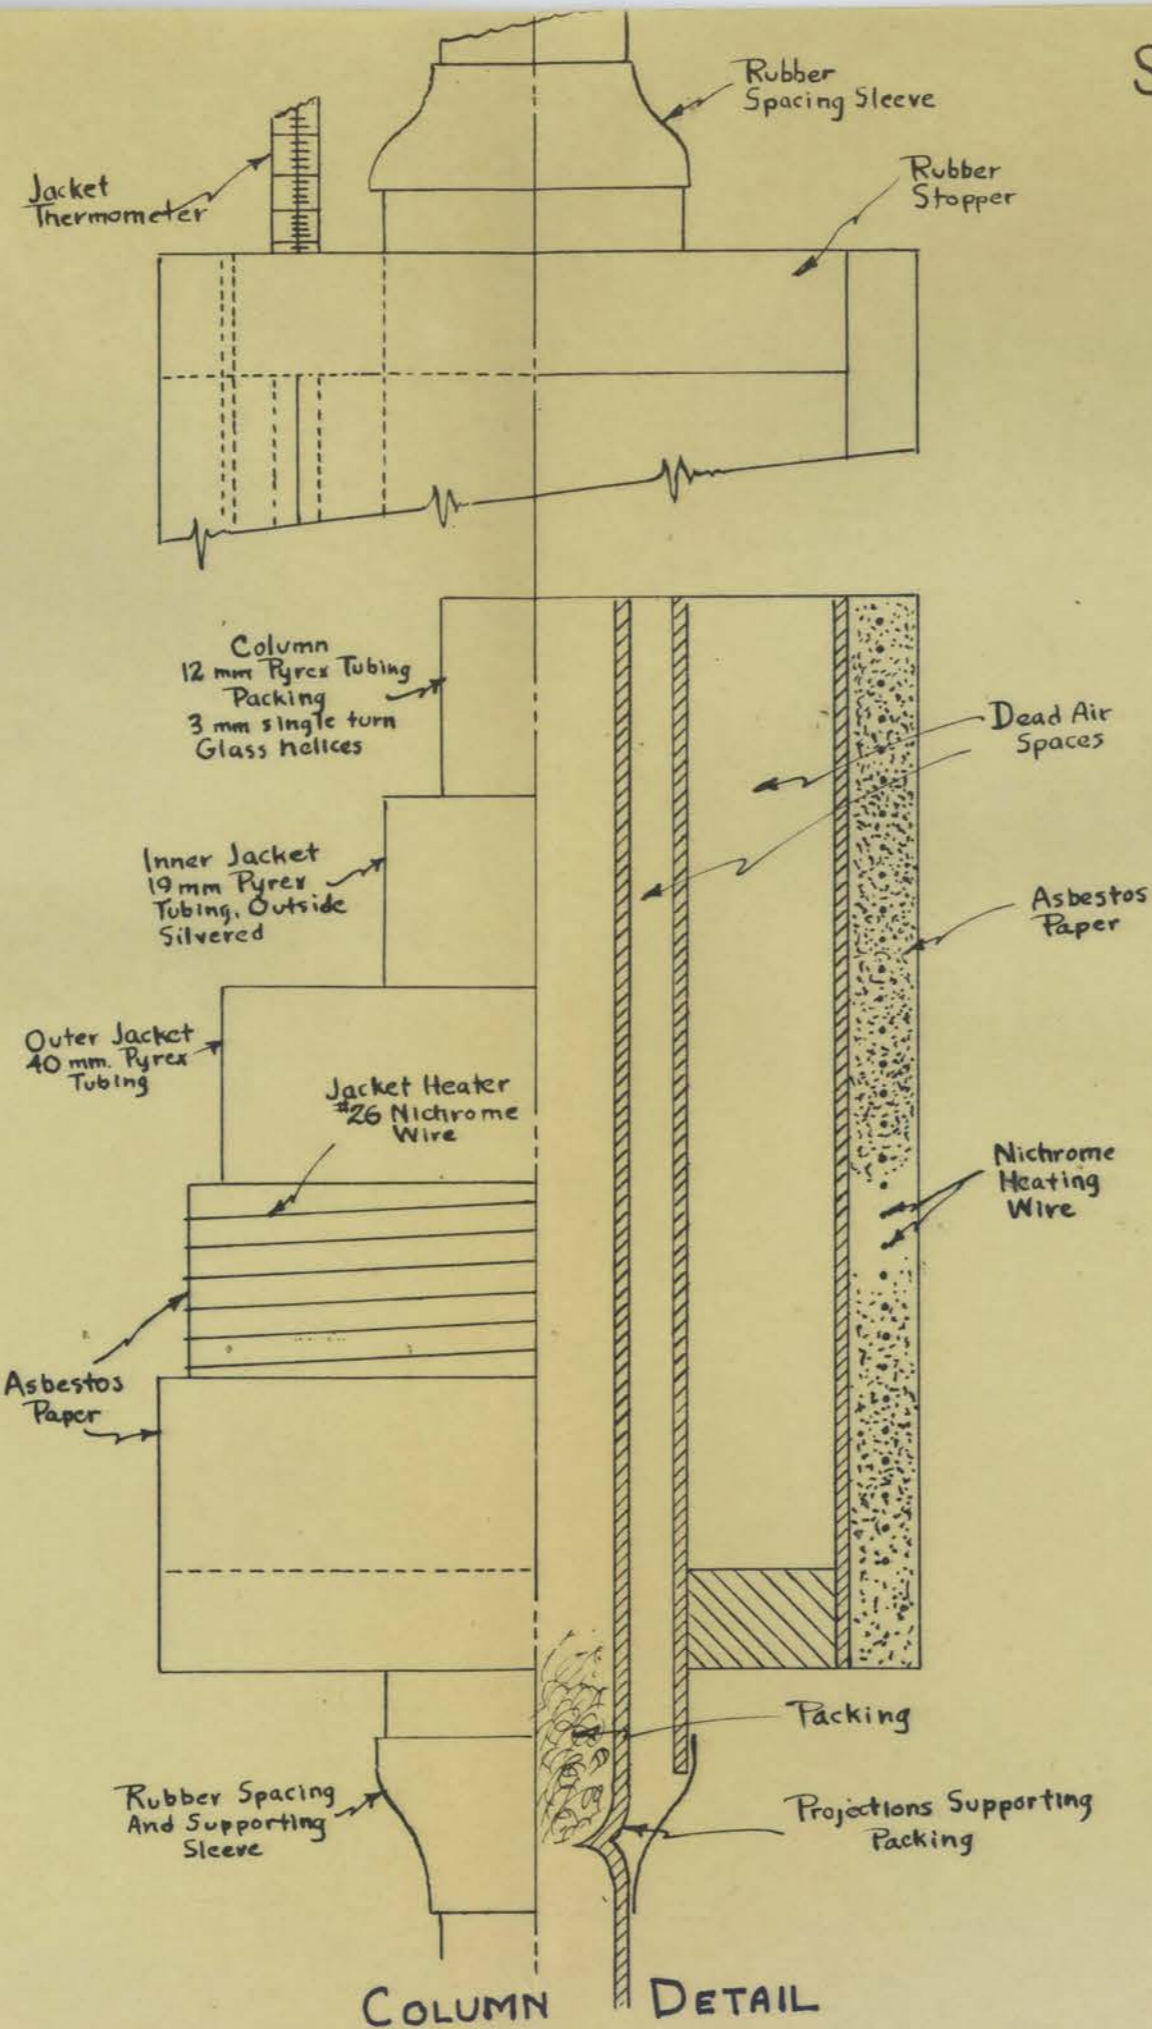 S
Rubber
Spacing Sleeve
Rubber
Stopper
Jacket
Thermometer
Column
12 mm Pyrex Tubing
Packing
3 mm single turn
Glass helices
Dead Air
Spaces
Inner Jacket
19 mm Pyrex
Tubing, Outside
Silvered
Asbestos
Paper
Outer Jacket
40 mm. Pyrex
Tubing
Jacket Heater
#26 Nichrome
Wire
Nichrome
Heating
Wire
Asbestos
Paper
Packing
Rubber Spacing
And Supporting
Sleeve
Projections Supporting
Packing
COLUMN DETAIL